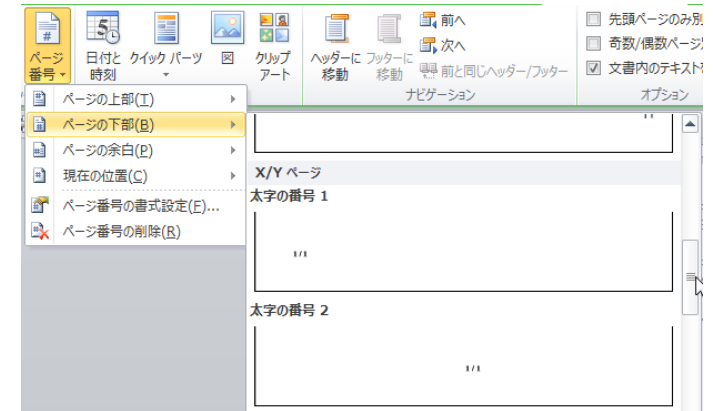 ページ番号
日付と時刻
クイック パーツ
クリップアート
ヘッダーに移動
フッターに移動
前へ
次へ
前と同じヘッダー/フッター
ナビゲーション
先頭ページのみ別
奇数/偶数ページ
文書内のテキストを
オプション
ページの上部(T)
ページの下部(B)
ページの余白(P)
現在の位置(C)
ページ番号の書式設定(F)...
ページ番号の削除(R)
X/Y ページ
太字の番号 1
1/1
太字の番号 2
1/1